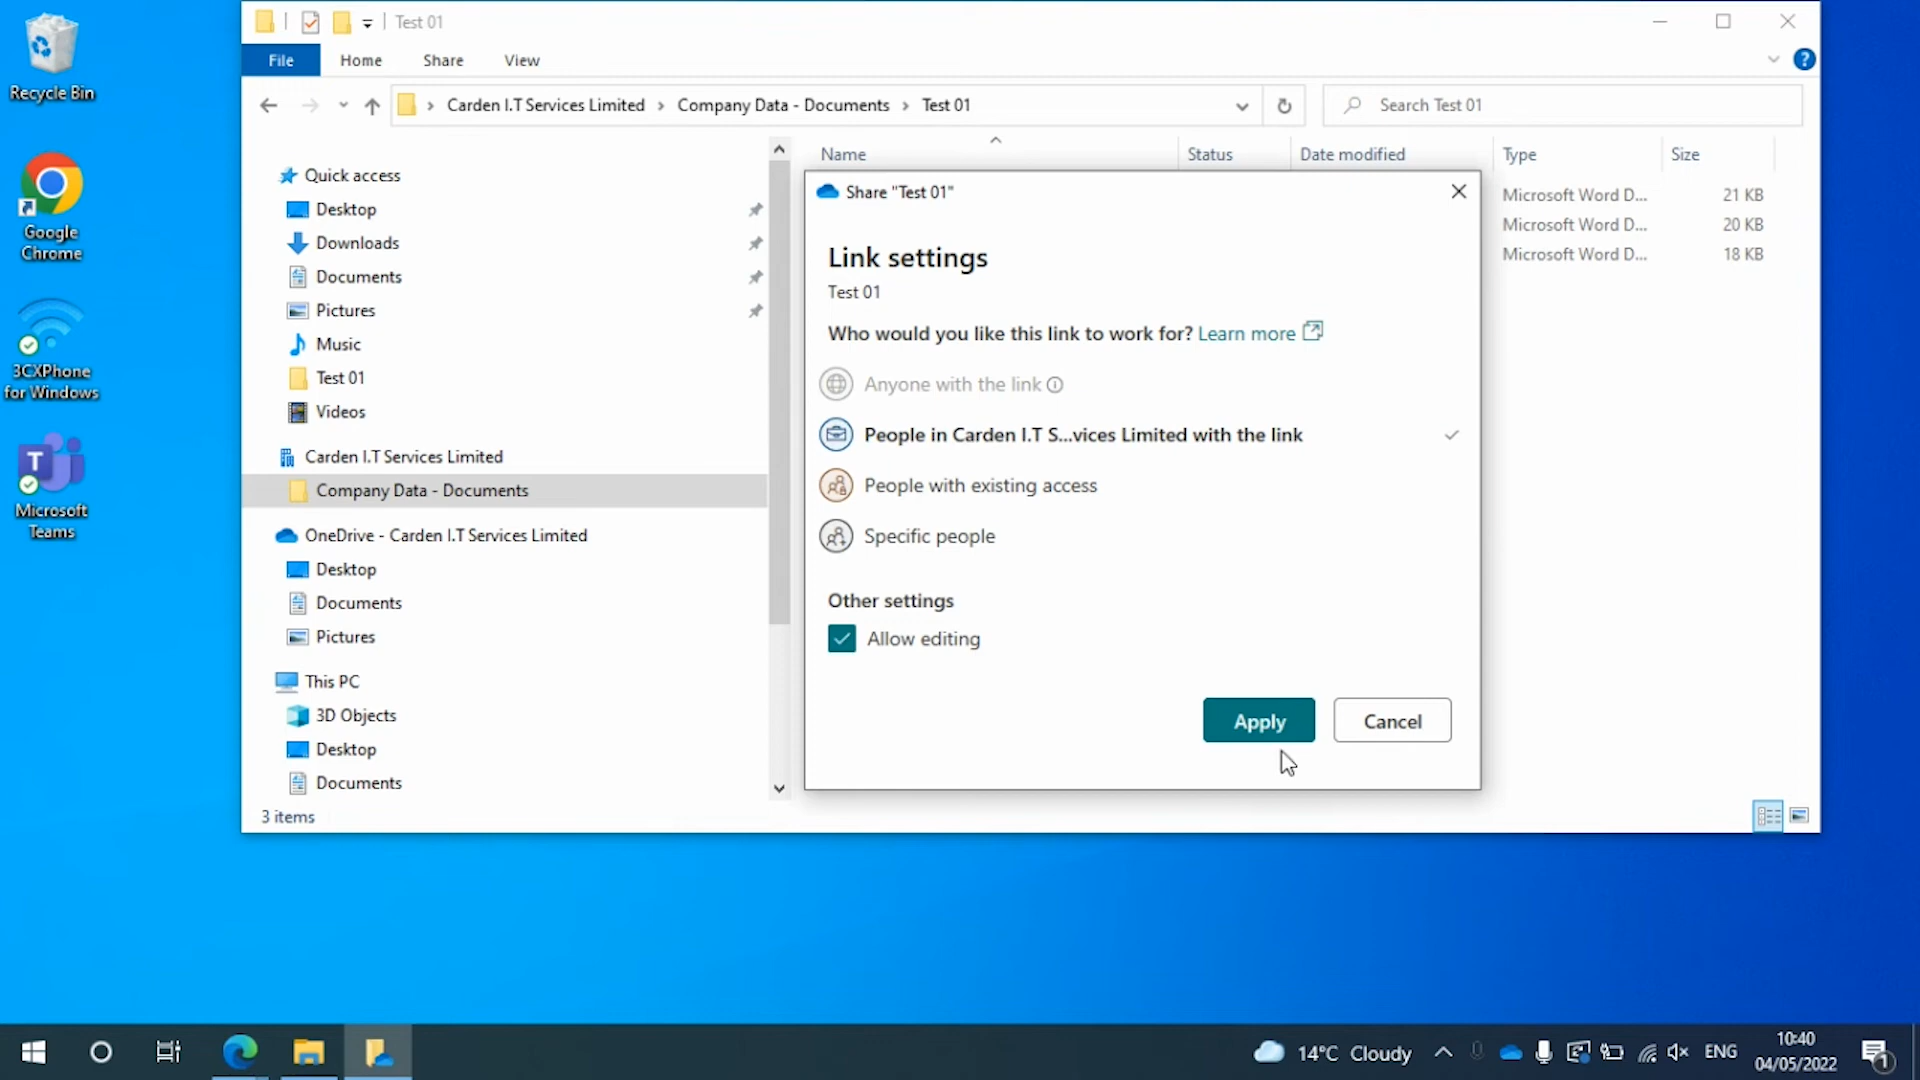 Recycle Bin
Google
Chrome
3CXPhone
for Windows
Microsoft
Teams
Test 01
File
Home
Share
View
?
Carden I.T Services Limited
Company Data - Documents
Test 01
Search Test 01
Quick access
Desktop
Downloads
Documents
Pictures
Music
Test 01
Videos
Carden I.T Services Limited
Company Data - Documents
OneDrive - Carden I.T Services Limited
Desktop
Documents
Pictures
This PC
3D Objects
Desktop
Documents
3 items
Name
Status
Date modified
Type
Size
Microsoft Word D... 21 KB
Microsoft Word D... 20 KB
Microsoft Word D... 18 KB
Share "Test 01"
Link settings
Test 01
Who would you like this link to work for? Learn more
Anyone with the link
People in Carden I.T S...vices Limited with the link
People with existing access
Specific people
Other settings
Allow editing
Apply
Cancel
14°C Cloudy
ENG
10:40
04/05/2022
1